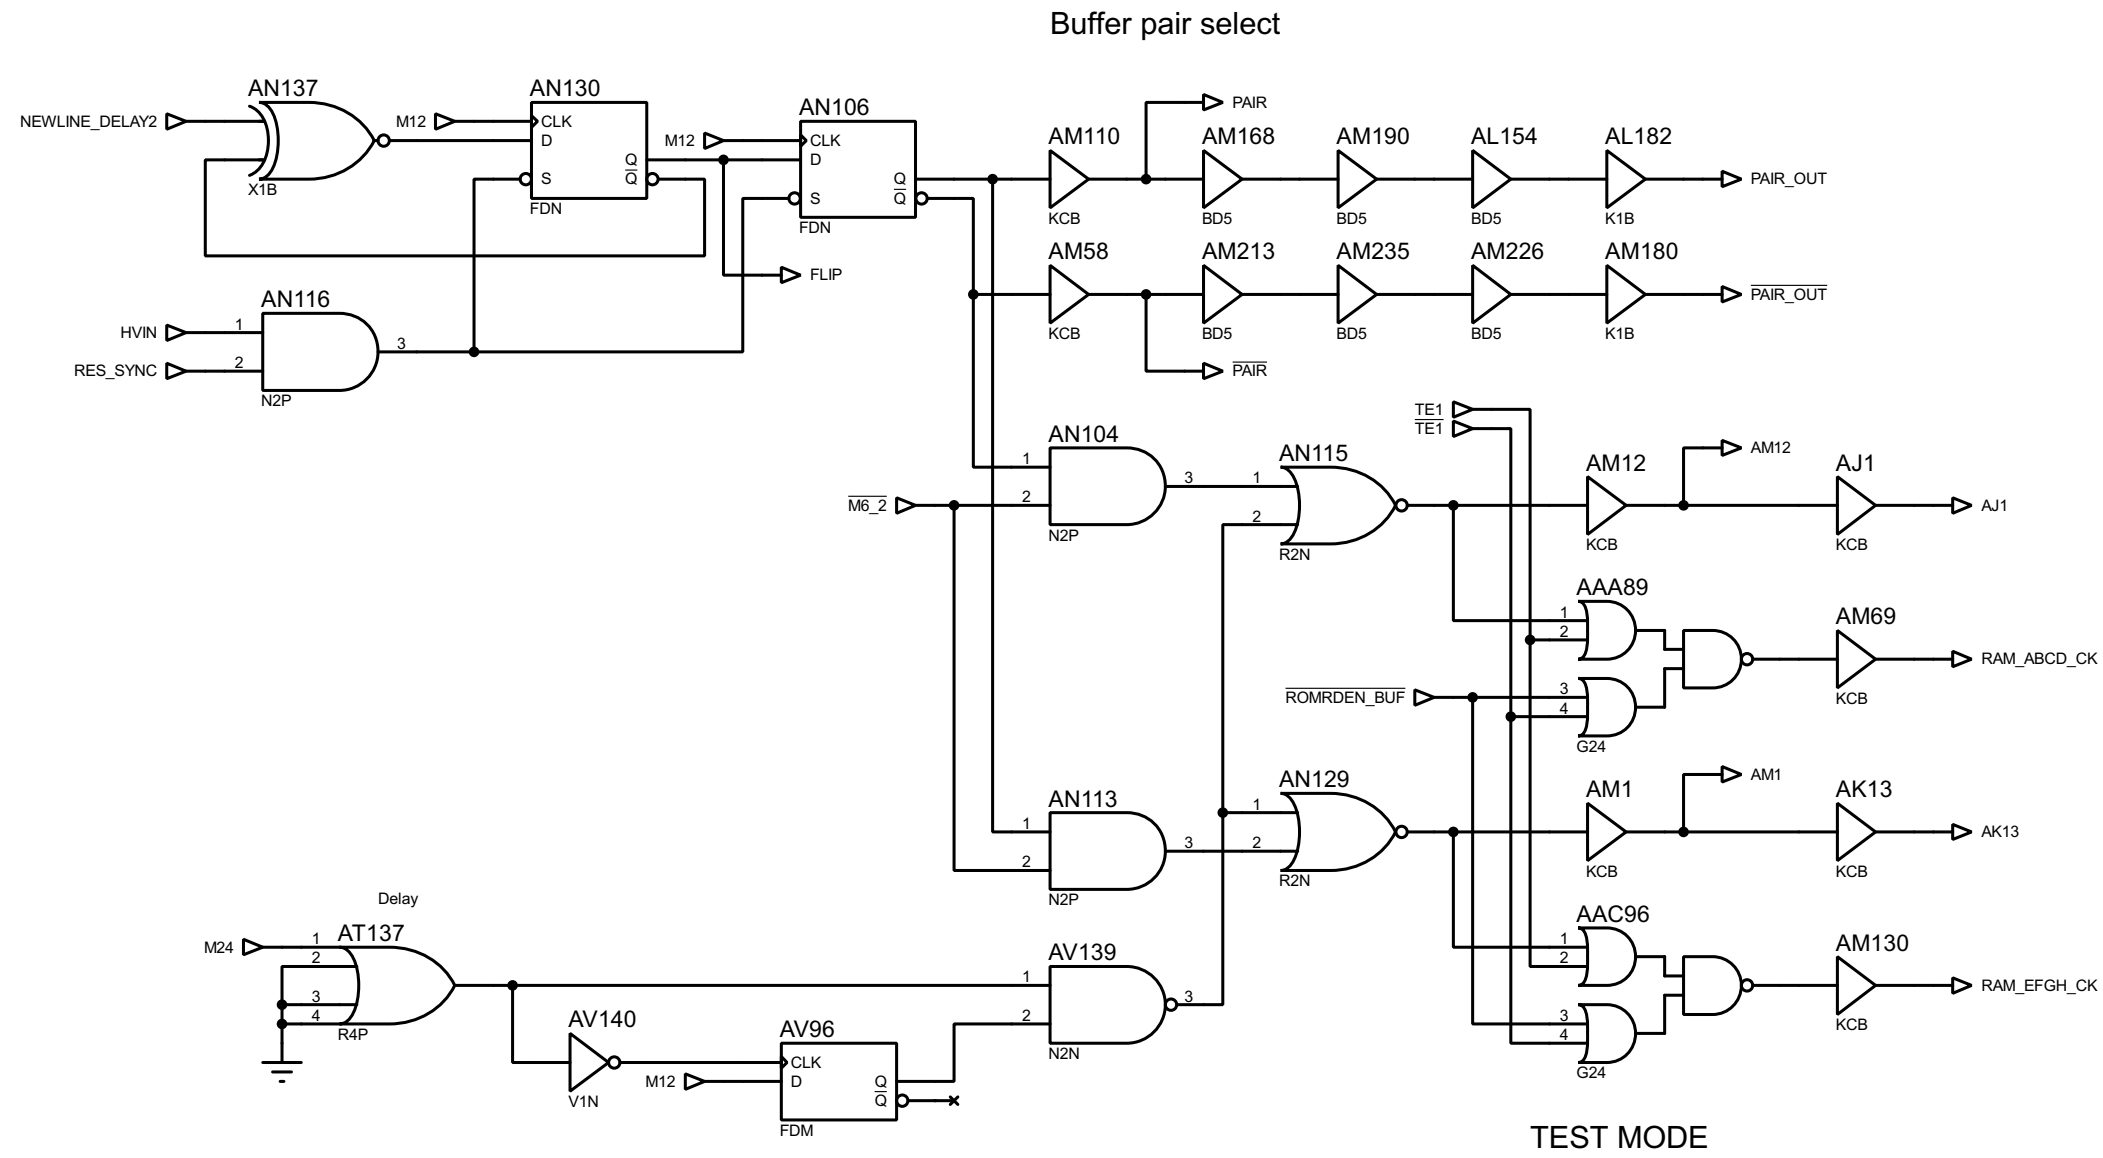 Buffer pair select
AN137
NEWLINE_DELAY2
X1B
AN130
M12
CLK
D
Q
Q
S
FDN
AN106
M12
CLK
D
Q
Q
S
FDN
FLIP
AN116
HVIN
1
RES_SYNC
2
3
N2P
PAIR
AM110
KCB
AM168
BD5
AM190
BD5
AL154
BD5
AL182
K1B
PAIR_OUT
AM58
KCB
AM213
BD5
AM235
BD5
AM226
BD5
AM180
K1B
PAIR_OUT
PAIR
TE1
TE1
M6_2
AN104
1
2
3
N2P
AN115
1
2
R2N
AM12
KCB
AM12
AJ1
KCB
AJ1
AAA89
1
2
3
4
G24
ROMRDEN_BUF
AM69
KCB
RAM_ABCD_CK
AN113
1
2
3
N2P
AN129
1
2
R2N
AM1
KCB
AM1
AK13
KCB
AK13
Delay
AT137
M24
1
2
3
4
R4P
AV140
V1N
AV96
M12
CLK
D
Q
Q
FDM
AV139
1
2
3
N2N
AAC96
1
2
3
4
G24
AM130
KCB
RAM_EFGH_CK
TEST MODE